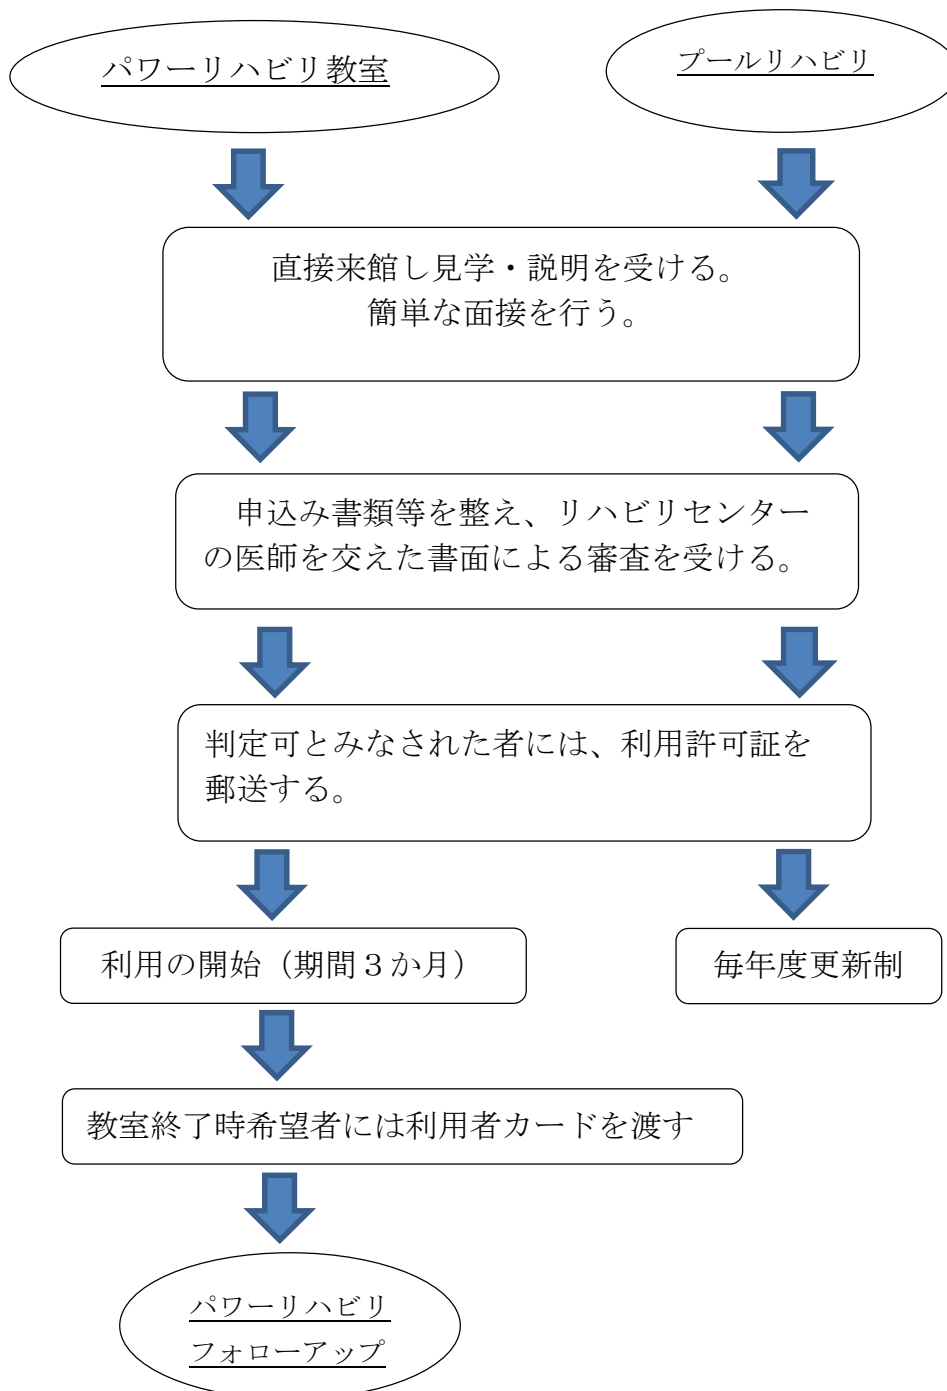 パワーリハビリ教室
プールリハビリ
直接来館し見学・説明を受ける。
簡単な面接を行う。
申込み書類等を整え、リハビリセンター
の医師を交えた書面による審査を受ける。
判定可とみなされた者には、利用許可証を
郵送する。
利用の開始（期間３か月）
毎年度更新制
教室終了時希望者には利用者カードを渡す
パワーリハビリ
フォローアップ